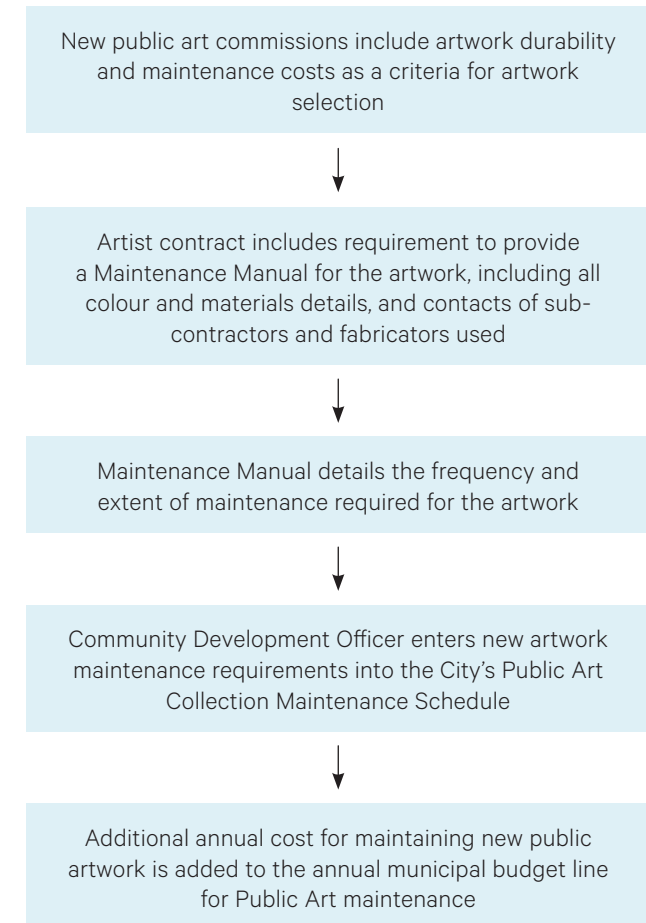 New public art commissions include artwork durability
and maintenance costs as a criteria for artwork
selection
Artist contract includes requirement to provide
a Maintenance Manual for the artwork, including all
colour and materials details, and contacts of sub-
contractors and fabricators used
Maintenance Manual details the frequency and
extent of maintenance required for the artwork
Community Development Officer enters new artwork
maintenance requirements into the City’s Public Art
Collection Maintenance Schedule
Additional annual cost for maintaining new public
artwork is added to the annual municipal budget line
for Public Art maintenance